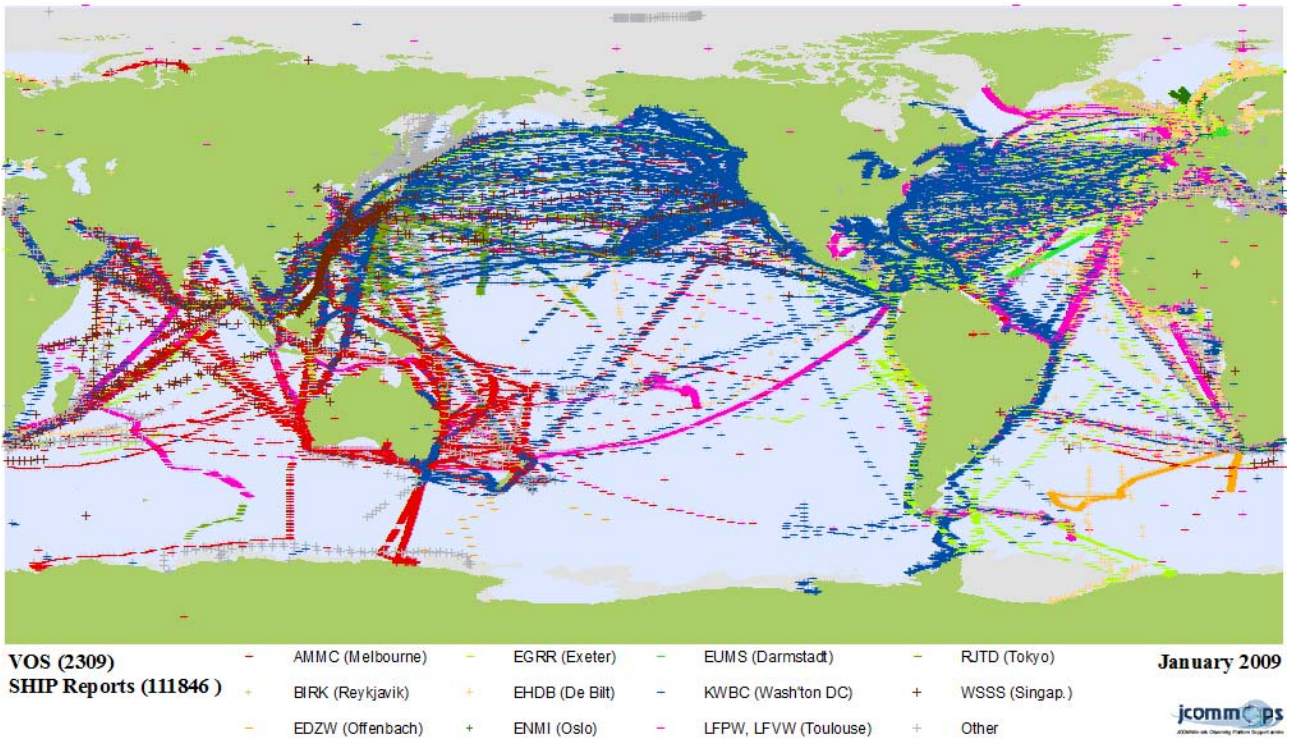 VOS (2309)
SHIP Reports (111846 )
AMMC (Melbourne)
BIRK (Reykjavik)
EDZW (Offenbach)
EGRR (Exeter)
EHDB (De Bilt)
ENMI (Oslo)
EUMS (Darmstadt)
KWBC (Wash'ton DC)
LFPW, LFVW (Toulouse)
RJTD (Tokyo)
WSSS (Singap.)
Other
January 2009
jcommops